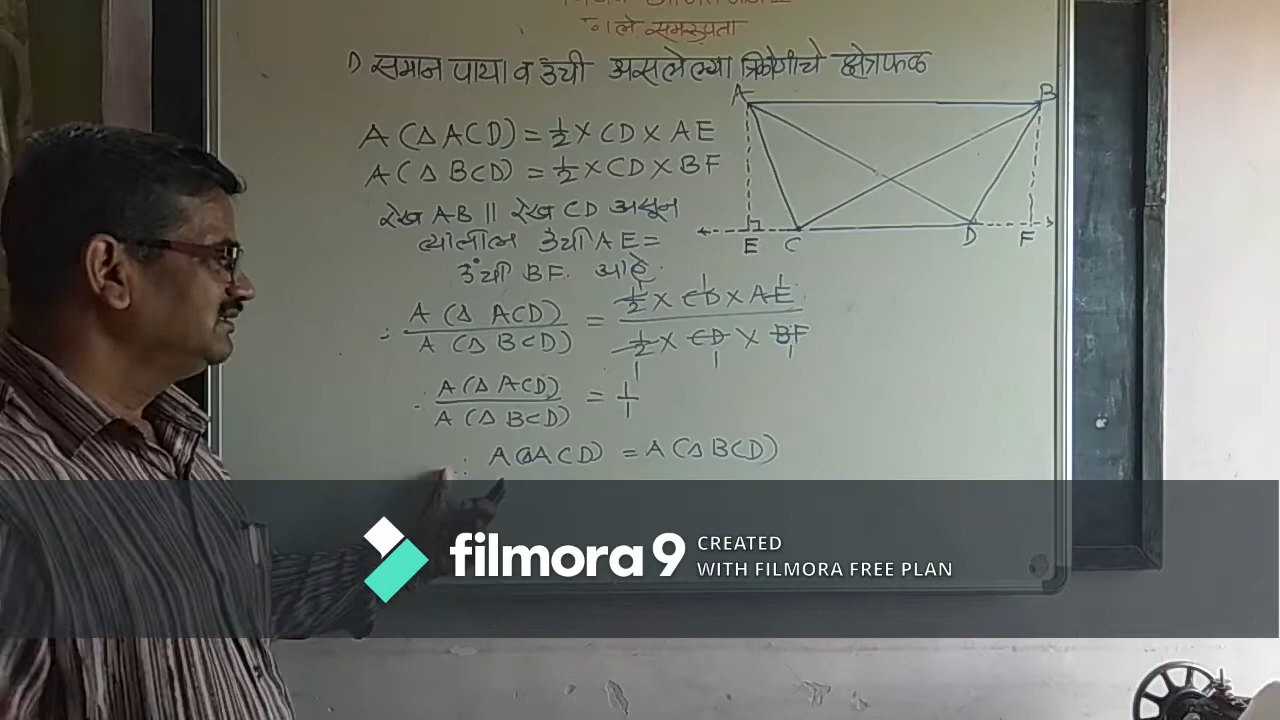 ले समरूपता
1) समान पाया व उंची असलेल्या त्रिकोणांचे क्षेत्रफळ
A (Δ ACD) = 1/2 × CD × AE
A (Δ BCD) = 1/2 × CD × BF
रेख AB || रेख CD असून
त्यांतील उंची AE =
उंची BF. आहे.
∴ A (Δ ACD) / A (Δ BCD) = 1/2 × CD × AE / 1/2 × CD × BF
∴ A (Δ ACD) / A (Δ BCD) = 1/1
∴ A (Δ ACD) = A (Δ BCD)
A B
E C D F
filmora 9 CREATED
WITH FILMORA FREE PLAN